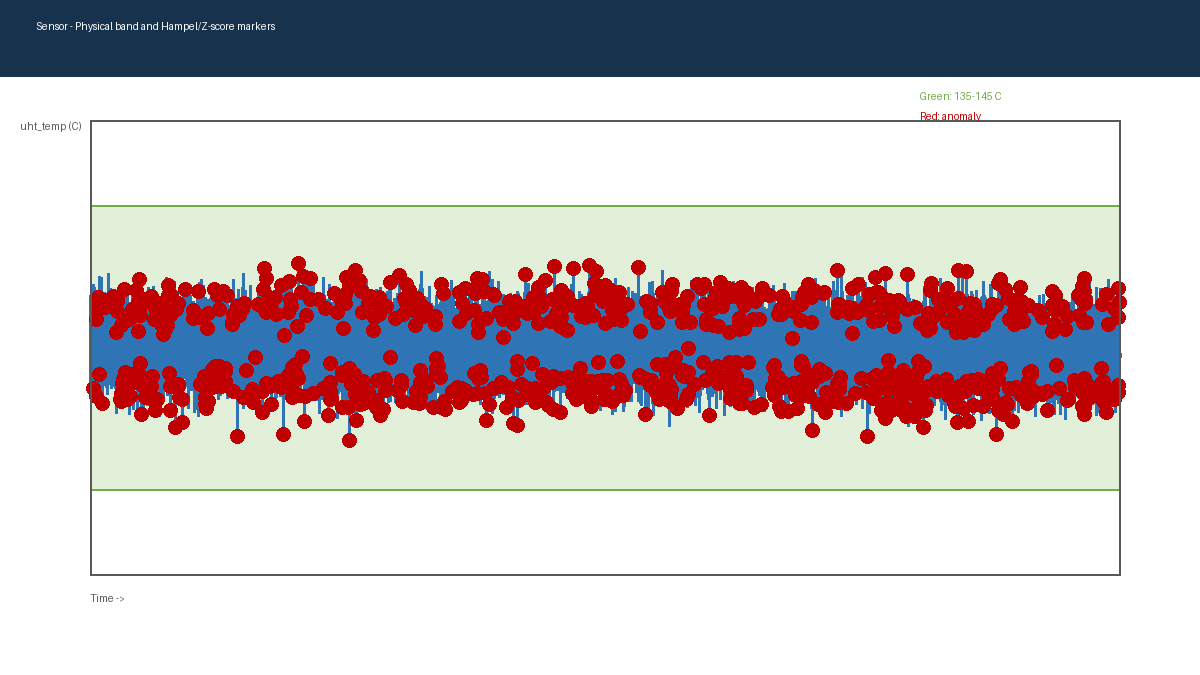 Sensor - Physical band and Hampel/Z-score markers
Green: 135-145 C
Red: anomaly
uht_temp (C)
Time ->